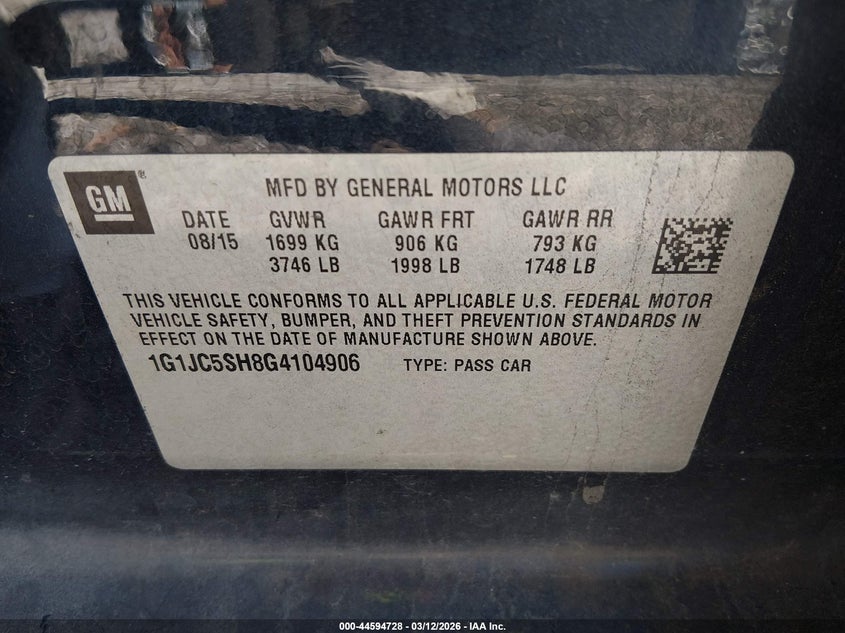 GM ®
MFD BY GENERAL MOTORS LLC
DATE GVWR GAWR FRT GAWR RR
08/15 1699 KG 906 KG 793 KG
3746 LB 1998 LB 1748 LB
THIS VEHICLE CONFORMS TO ALL APPLICABLE U.S. FEDERAL MOTOR
VEHICLE SAFETY, BUMPER, AND THEFT PREVENTION STANDARDS IN
EFFECT ON THE DATE OF MANUFACTURE SHOWN ABOVE.
1G1JC5SH8G4104906 TYPE: PASS CAR
000-44594728 - 03/12/2026 - IAA Inc.